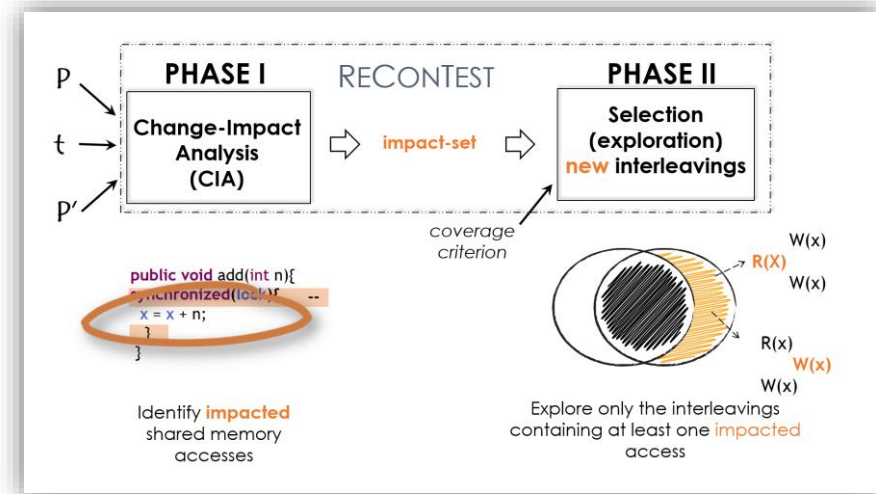 PHASE I
RECONTEST
PHASE II
P
t
P'
Change-Impact
Analysis
(CIA)
impact-set
Selection
(exploration)
new interleavings
coverage
criterion
public void add(int n){
synchronized(lock){ --
x = x + n;
}
}
W(x)
R(X)
W(x)
R(x)
W(x)
W(x)
Identify impacted
shared memory
accesses
Explore only the interleavings
containing at least one impacted
access